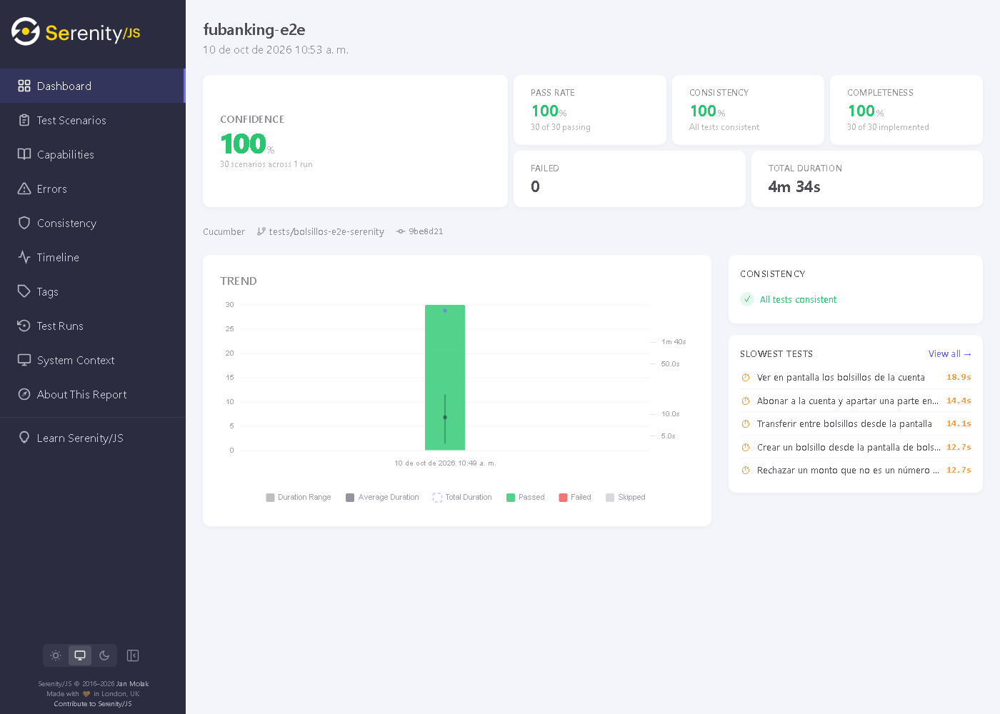 Serenity/JS
Dashboard
Test Scenarios
Capabilities
Errors
Consistency
Timeline
Tags
Test Runs
System Context
About This Report
Learn Serenity/JS
Serenity/JS © 2016–2026 Jan Molak
Made with 🤎 in London, UK
Contribute to Serenity/JS
fubanking-e2e
10 de oct de 2026 10:53 a. m.
CONFIDENCE
100%
30 scenarios across 1 run
PASS RATE
100%
30 of 30 passing
CONSISTENCY
100%
All tests consistent
COMPLETENESS
100%
30 of 30 implemented
FAILED
0
TOTAL DURATION
4m 34s
Cucumber tests/bolsillos-e2e-serenity 9be8d21
TREND
30
25
20
15
10
5
0
1m 40s
50.0s
10.0s
5.0s
10 de oct de 2026 10:49 a. m.
Duration Range Average Duration Total Duration Passed Failed Skipped
CONSISTENCY
✓ All tests consistent
SLOWEST TESTS View all →
Ver en pantalla los bolsillos de la cuenta 18.9s
Abonar a la cuenta y apartar una parte en... 14.4s
Transferir entre bolsillos desde la pantalla 14.1s
Crear un bolsillo desde la pantalla de bols... 12.7s
Rechazar un monto que no es un número ... 12.7s